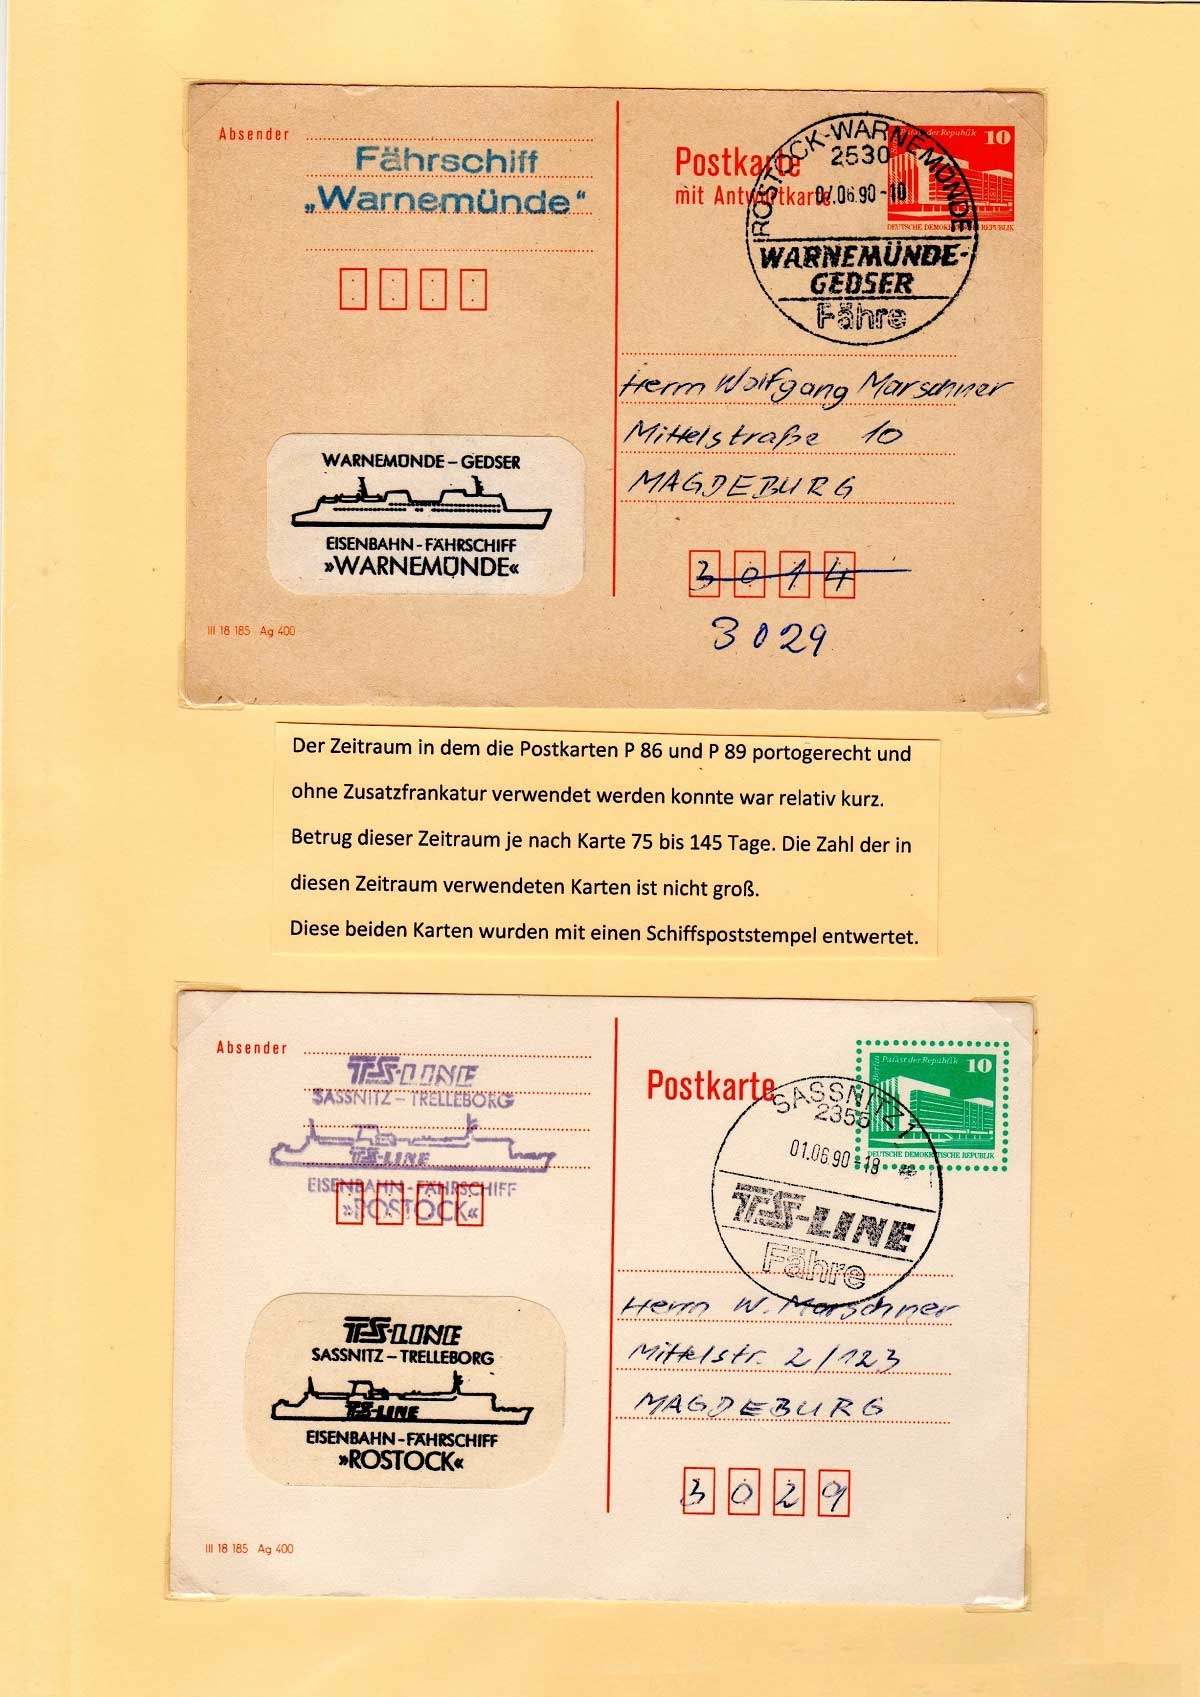 Absender
Fährschiff
„Warnemünde“
Postkarte
mit Antwortkarte
ROSTOCK-WARNEMÜNDE
2530
.06.90-10
WARNEMÜNDE-
GEDSER
Fähre
Palast der Republik 10
Berlin
DEUTSCHE DEMOKRATISCHE REPUBLIK
Herrn Wolfgang Marschner
Mittelstraße 10
MAGDEBURG
3014
3029
WARNEMÜNDE – GEDSER
EISENBAHN - FÄHRSCHIFF
»WARNEMÜNDE«
III 18 185 Ag 400
Der Zeitraum in dem die Postkarten P 86 und P 89 portogerecht und
ohne Zusatzfrankatur verwendet werden konnte war relativ kurz.
Betrug dieser Zeitraum je nach Karte 75 bis 145 Tage. Die Zahl der in
diesen Zeitraum verwendeten Karten ist nicht groß.
Diese beiden Karten wurden mit einen Schiffspoststempel entwertet.
Absender
TS-LINE
SASSNITZ – TRELLEBORG
TS-LINE
EISENBAHN - FÄHRSCHIFF
»ROSTOCK«
Postkarte
SASSNITZ 1
2355
01.06.90-18
TS-LINE
Fähre
Palast der Republik 10
Berlin
DEUTSCHE DEMOKRATISCHE REPUBLIK
Herrn W. Marschner
Mittelstr. 2/123
MAGDEBURG
3029
TS-LINE
SASSNITZ – TRELLEBORG
TS-LINE
EISENBAHN - FÄHRSCHIFF
»ROSTOCK«
III 18 185 Ag 400